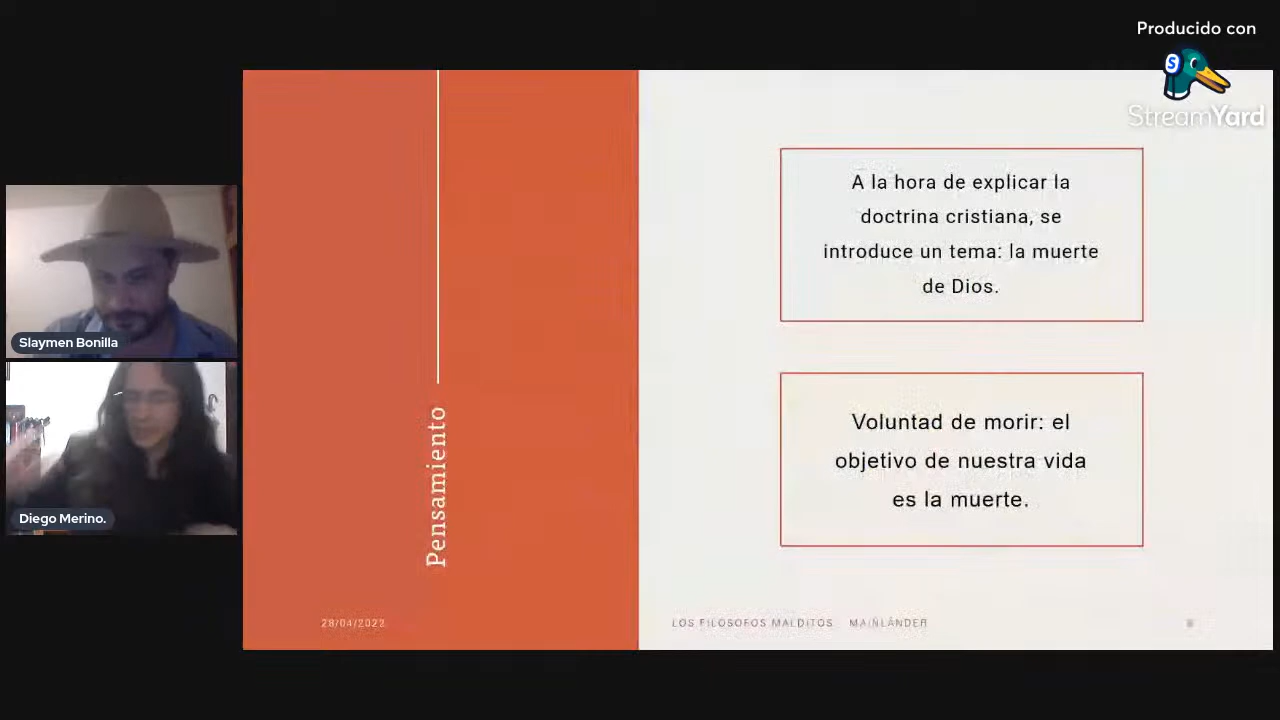 Producido con
S
StreamYard
A la hora de explicar la
doctrina cristiana, se
introduce un tema: la muerte
de Dios.
Slaymen Bonilla
Voluntad de morir: el
objetivo de nuestra vida
es la muerte.
Pensamiento
Diego Merino.
28/04/2022
LOS FILOSOFOS MALDITOS MAINLÄNDER